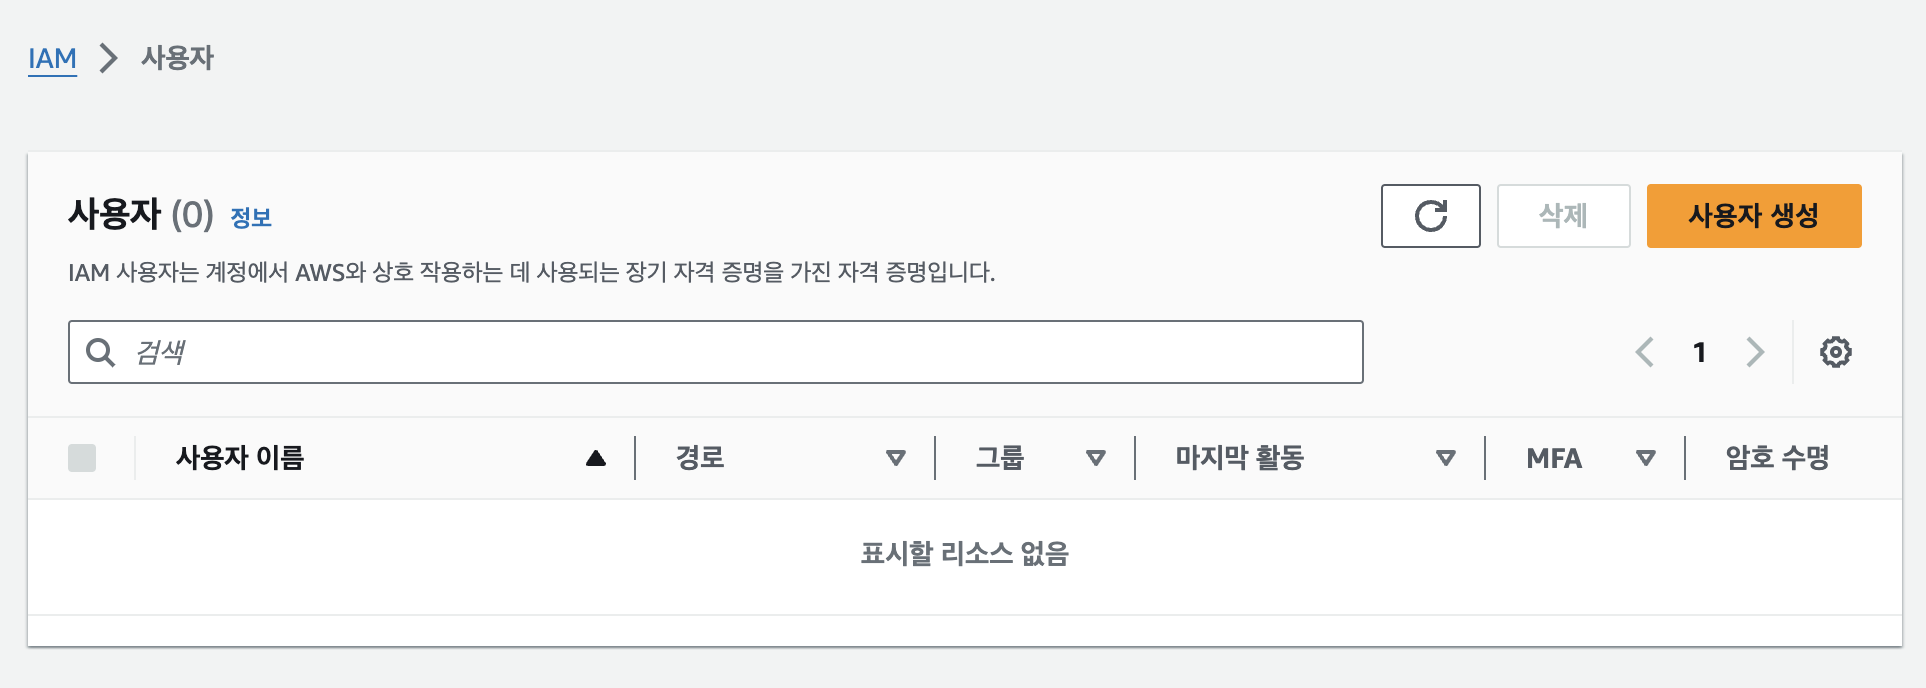 IAM > 사용자
사용자 (0) 정보
삭제
사용자 생성
IAM 사용자는 계정에서 AWS와 상호 작용하는 데 사용되는 장기 자격 증명을 가진 자격 증명입니다.
검색
1
사용자 이름 경로 그룹 마지막 활동 MFA 암호 수명
표시할 리소스 없음